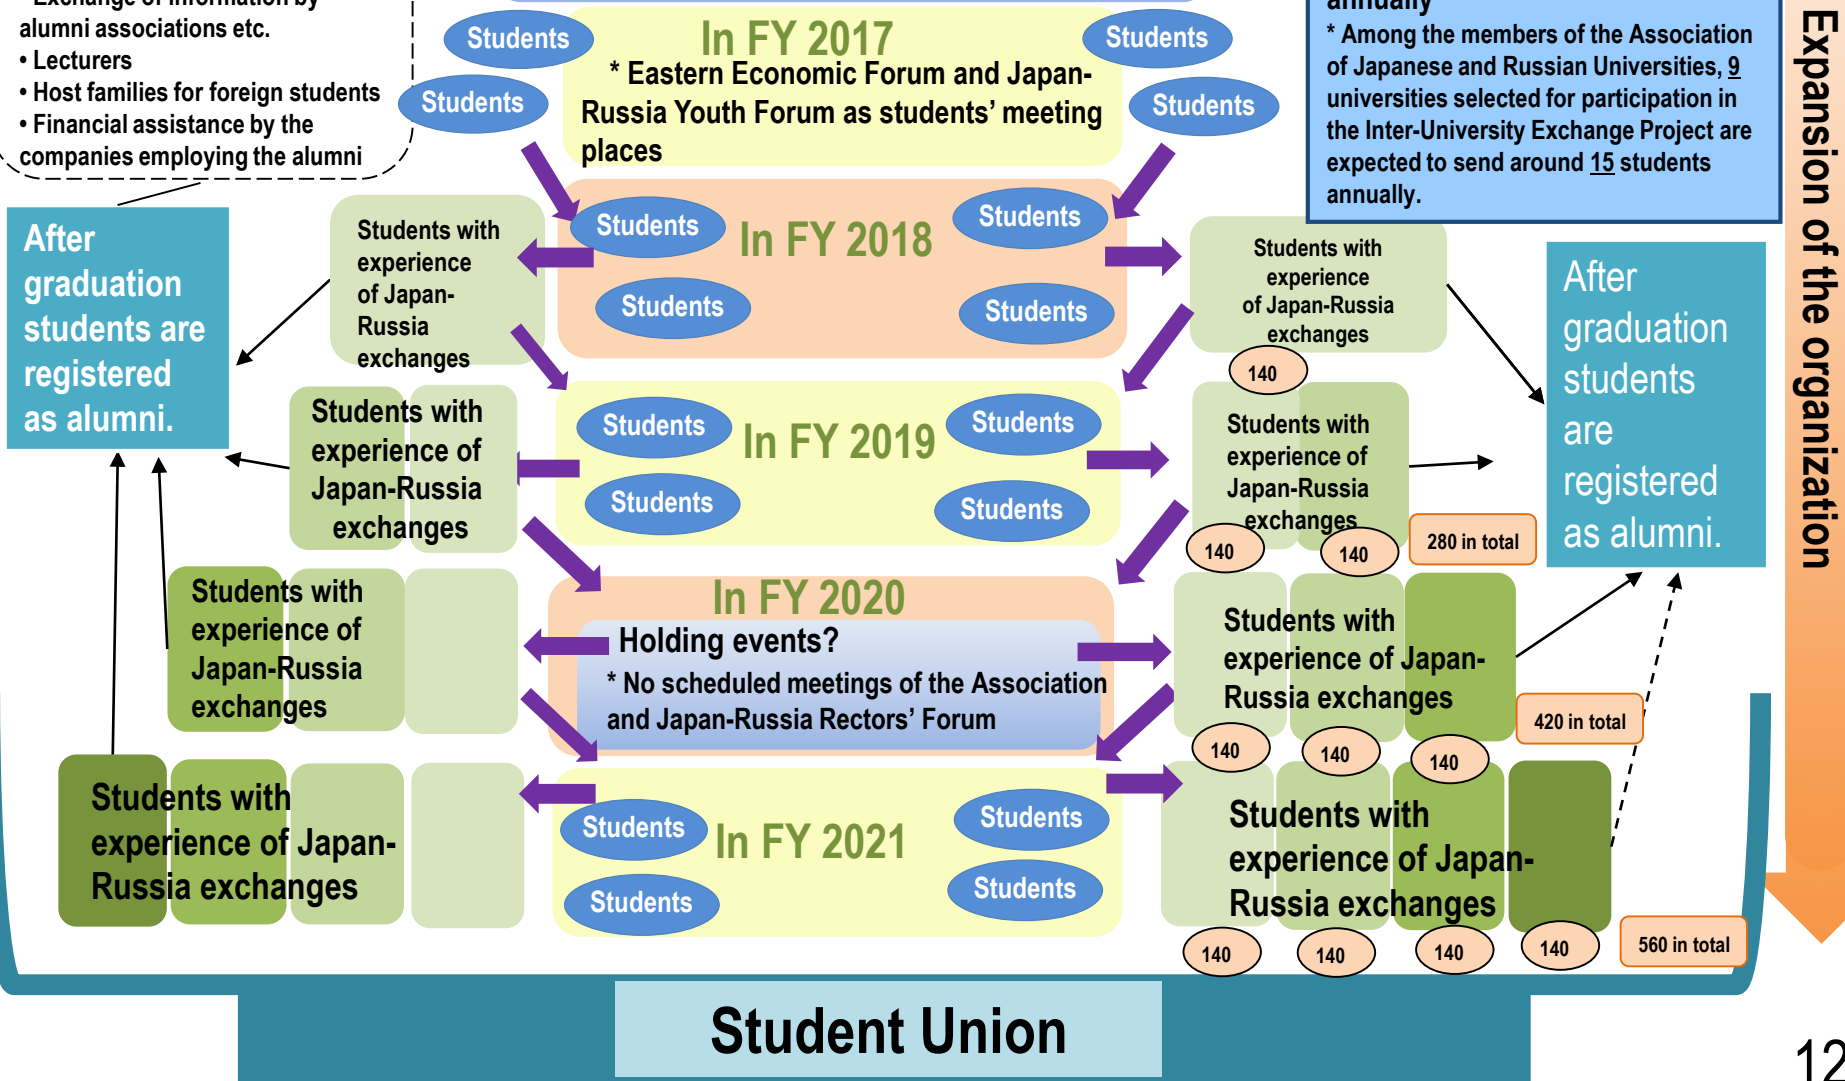 Exchange of information by
alumni associations etc.
• Lecturers
• Host families for foreign students
• Financial assistance by the
companies employing the alumni
Students
Students
In FY 2017
* Eastern Economic Forum and Japan-
Russia Youth Forum as students’ meeting
places
Students
Students
annually
* Among the members of the Association
of Japanese and Russian Universities, 9
universities selected for participation in
the Inter-University Exchange Project are
expected to send around 15 students
annually.
Expansion of the organization
After
graduation
students are
registered
as alumni.
Students with
experience
of Japan-
Russia
exchanges
Students
Students
In FY 2018
Students
Students
Students with
experience
of Japan-Russia
exchanges
140
After
graduation
students
are
registered
as alumni.
Students with
experience of
Japan-Russia
exchanges
Students
Students
In FY 2019
Students
Students
Students with
experience of
Japan-Russia
exchanges
140
140
280 in total
Students with
experience of
Japan-Russia
exchanges
In FY 2020
Holding events?
* No scheduled meetings of the Association
and Japan-Russia Rectors’ Forum
Students with
experience of Japan-
Russia exchanges
140
140
140
420 in total
Students with
experience of Japan-
Russia exchanges
Students
Students
In FY 2021
Students
Students
Students with
experience of Japan-
Russia exchanges
140
140
140
140
560 in total
Student Union
12